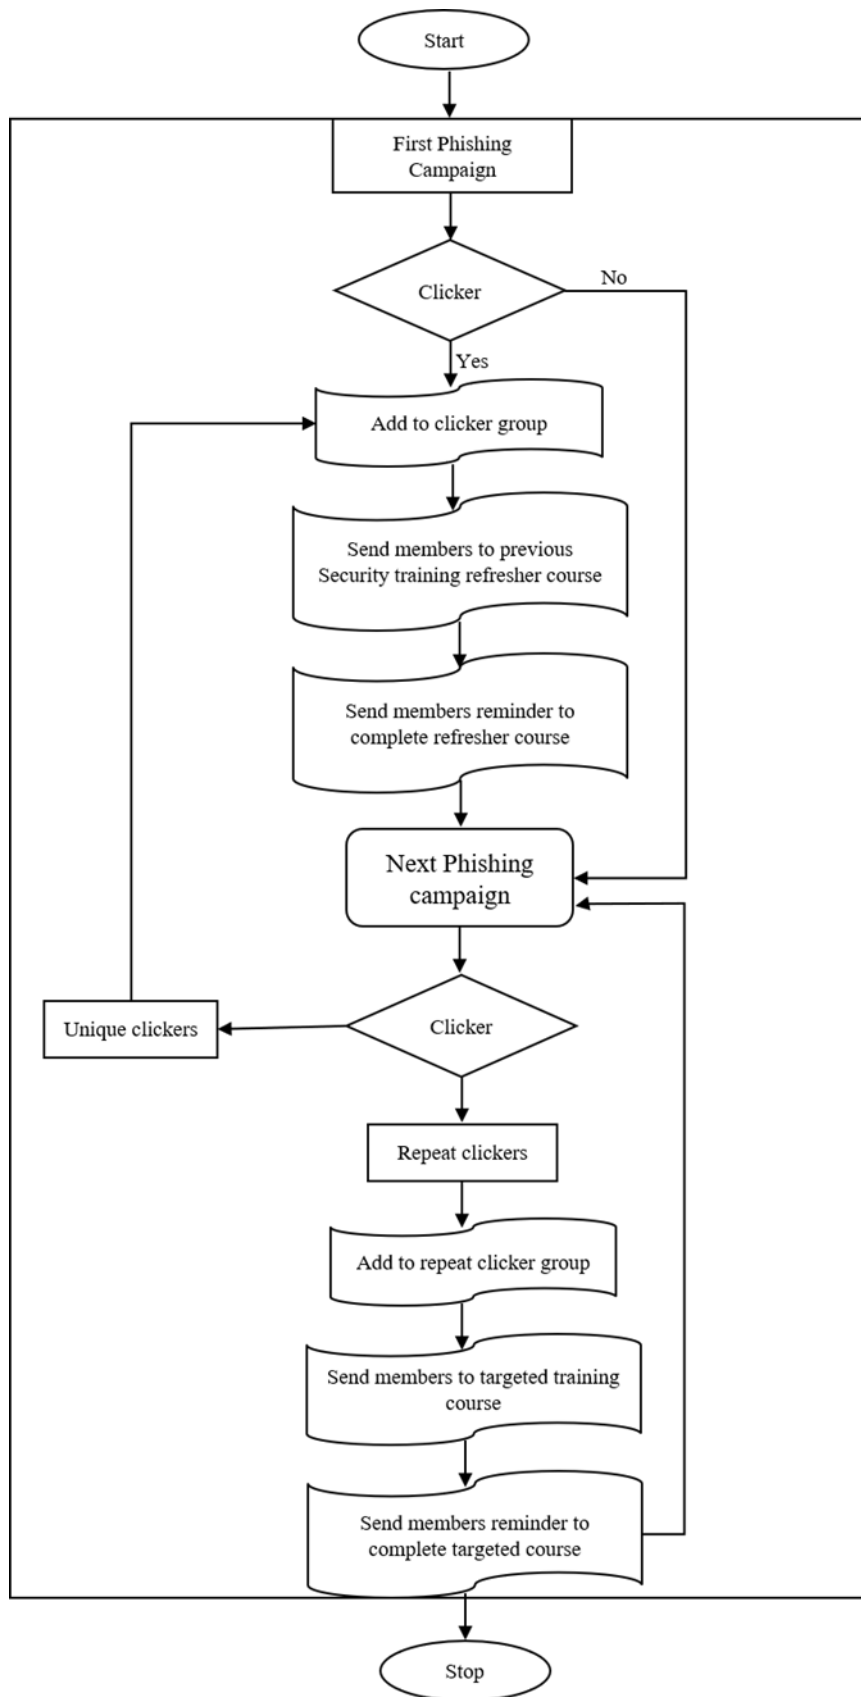 Start
First Phishing
Campaign
Clicker
No
Yes
Add to clicker group
Send members to previous
Security training refresher course
Send members reminder to
complete refresher course
Next Phishing
campaign
Unique clickers
Clicker
Repeat clickers
Add to repeat clicker group
Send members to targeted training
course
Send members reminder to
complete targeted course
Stop